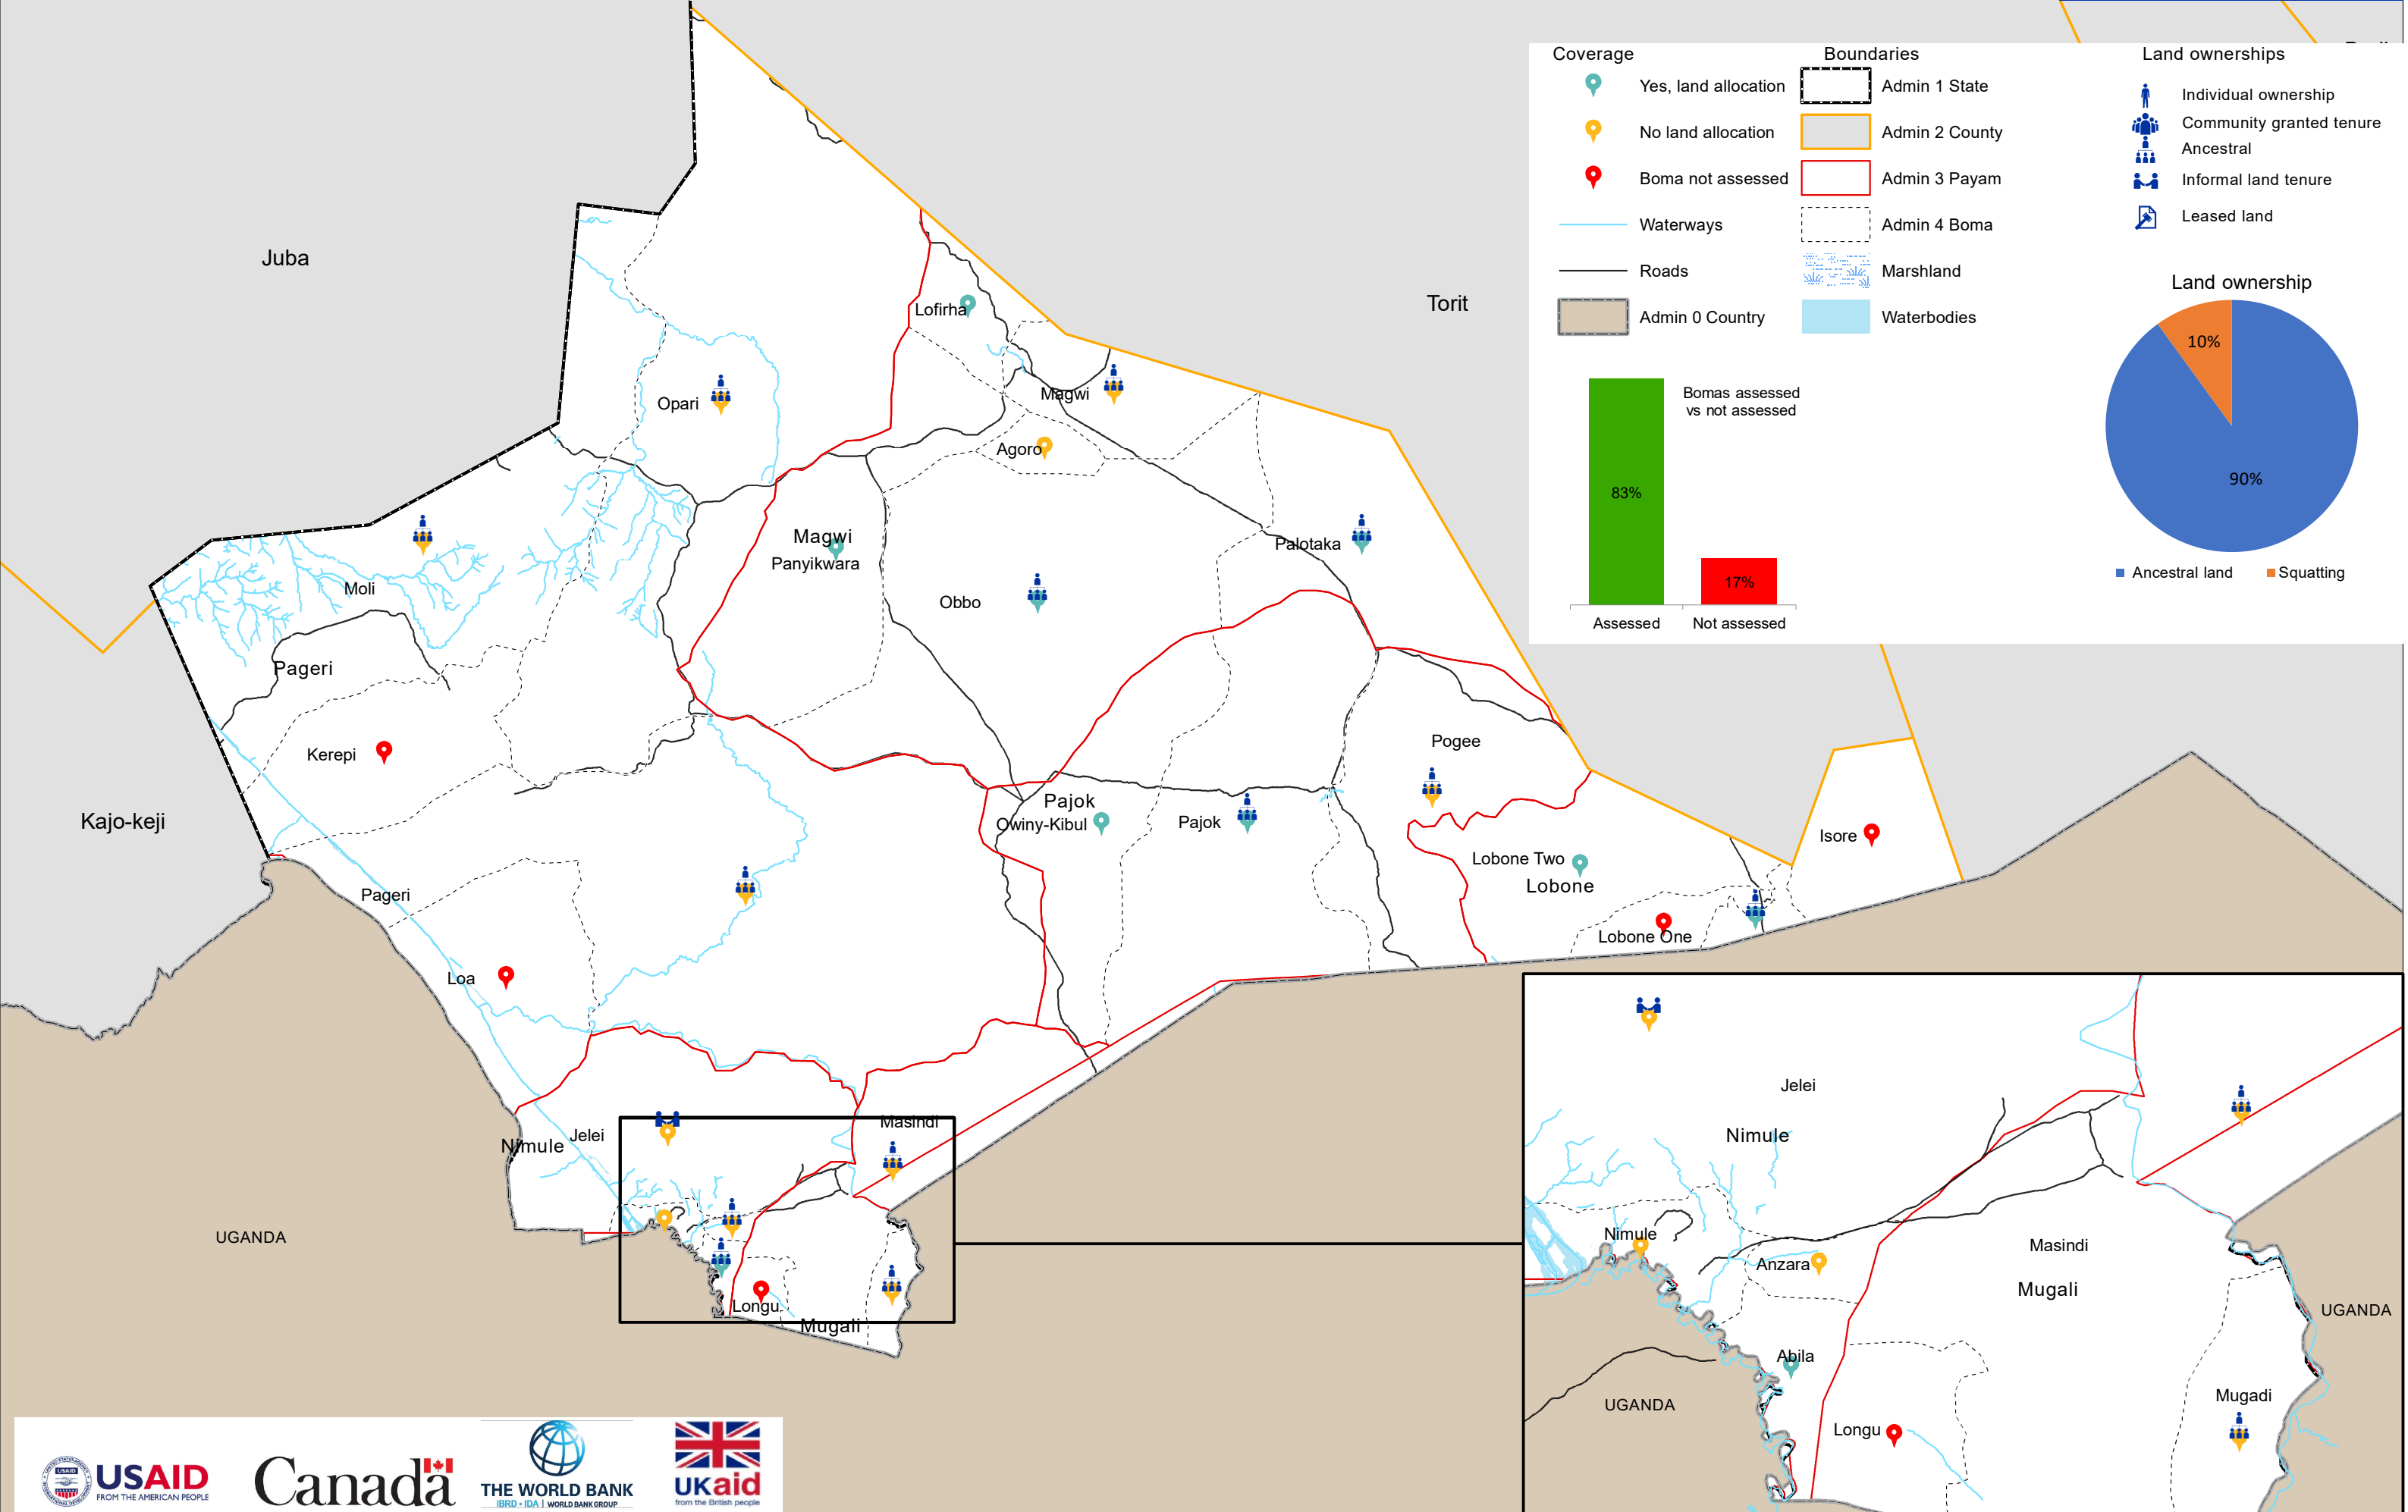 Juba
Torit
Kajo-keji
Lofirha
Opari
Magwi
Agoro
Magwi
Panyikwara
Palotaka
Obbo
Moli
Pageri
Kerepi
Pogee
Pajok
Owiny-Kibul
Pajok
Isore
Lobone Two
Lobone
Pageri
Lobone One
Loa
Masindi
Jelei
Nimule
UGANDA
Longu
Mugali
Coverage
Yes, land allocation
No land allocation
Boma not assessed
Waterways
Roads
Admin 0 Country
Boundaries
Admin 1 State
Admin 2 County
Admin 3 Payam
Admin 4 Boma
Marshland
Waterbodies
Land ownerships
Individual ownership
Community granted tenure
Ancestral
Informal land tenure
Leased land
Bomas assessed
vs not assessed
83%
17%
Assessed
Not assessed
Land ownership
10%
90%
Ancestral land
Squatting
Jelei
Nimule
Nimule
Anzara
Masindi
Mugali
UGANDA
Abila
UGANDA
Mugadi
Longu
USAID
USAID
FROM THE AMERICAN PEOPLE
Canada
THE WORLD BANK
IBRD • IDA | WORLD BANK GROUP
UKaid
from the British people